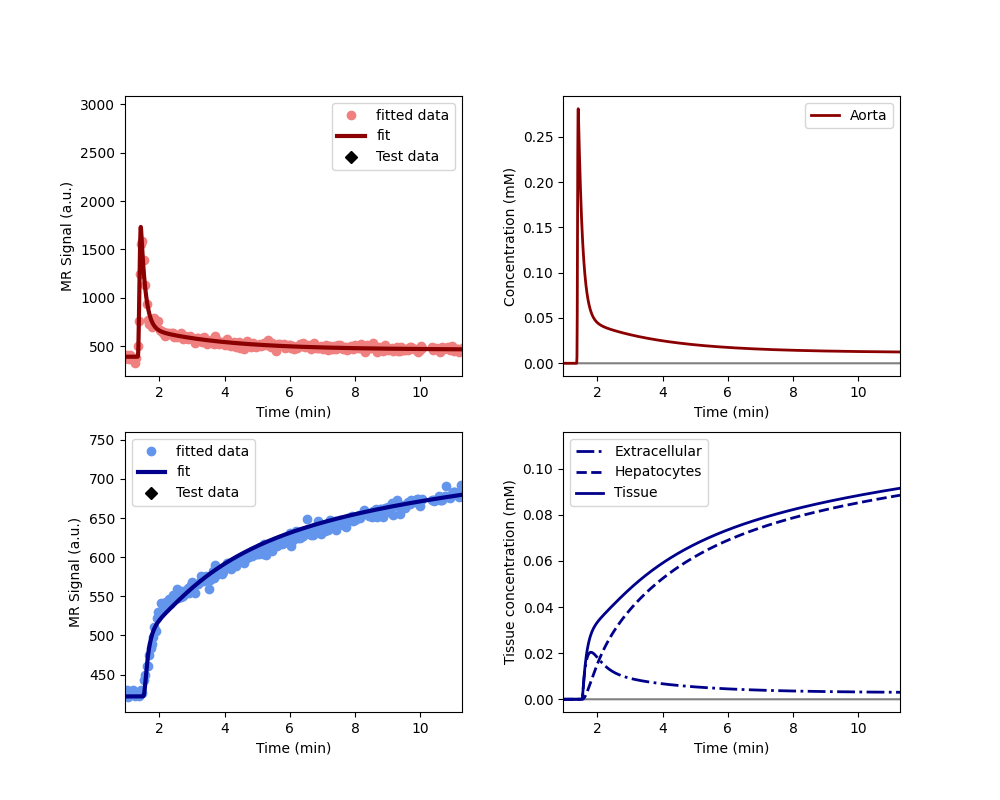 MR Signal (a.u.)
3000
2500
2000
1500
1000
500
fitted data
fit
Test data
2 4 6 8 10
Time (min)
Concentration (mM)
0.25
0.20
0.15
0.10
0.05
0.00
Aorta
2 4 6 8 10
Time (min)
MR Signal (a.u.)
750
700
650
600
550
500
450
fitted data
fit
Test data
2 4 6 8 10
Time (min)
Tissue concentration (mM)
0.10
0.08
0.06
0.04
0.02
0.00
Extracellular
Hepatocytes
Tissue
2 4 6 8 10
Time (min)